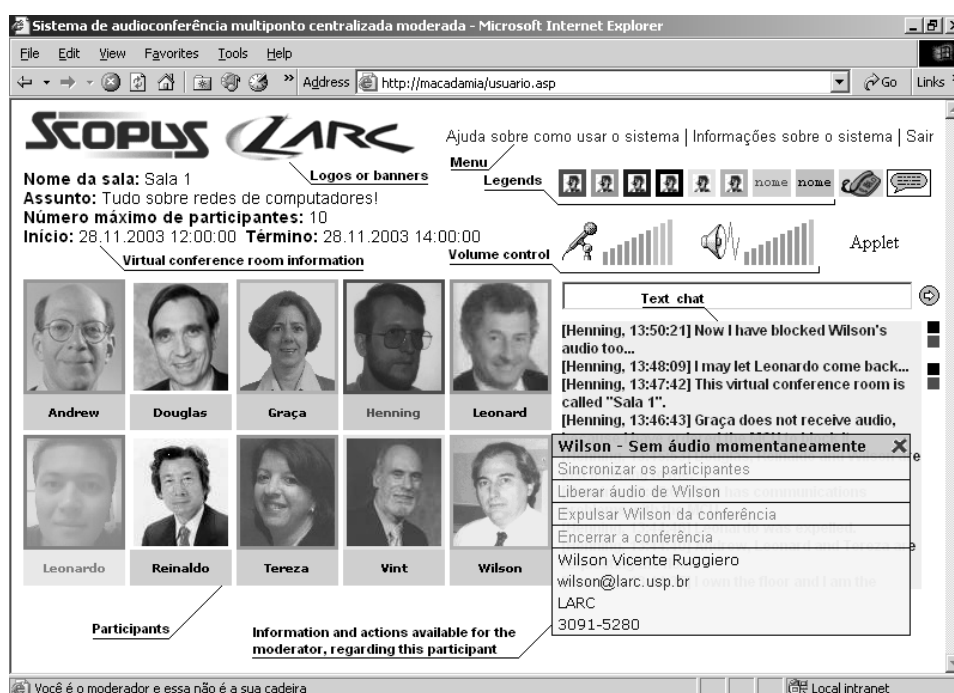 Sistema de audioconferência multiponto centralizada moderada - Microsoft Internet Explorer
File Edit View Favorites Tools Help
Address http://macadamia/usuario.asp Go Links
SCOPUS LARC
Ajuda sobre como usar o sistema | Informações sobre o sistema | Sair
Menu
Logos or banners
Legends
nome nome
Nome da sala: Sala 1
Assunto: Tudo sobre redes de computadores!
Número máximo de participantes: 10
Início: 28.11.2003 12:00:00 Término: 28.11.2003 14:00:00
Virtual conference room information
Volume control
Applet
Text chat
[Henning, 13:50:21] Now I have blocked Wilson's
audio too...
[Henning, 13:48:09] I may let Leonardo come back...
[Henning, 13:47:42] This virtual conference room is
called "Sala 1".
[Henning, 13:46:43] Graça does not receive audio,
Andrew Douglas Graça Henning Leonard
Leonardo Reinaldo Tereza Vint Wilson
Wilson - Sem áudio momentaneamente
Sincronizar os participantes
Liberar áudio de Wilson
Expulsar Wilson da conferência
Encerrar a conferência
Wilson Vicente Ruggiero
wilson@larc.usp.br
LARC
3091-5280
Participants
Information and actions available for the
moderator, regarding this participant
Você é o moderador e essa não é a sua cadeira
Local intranet